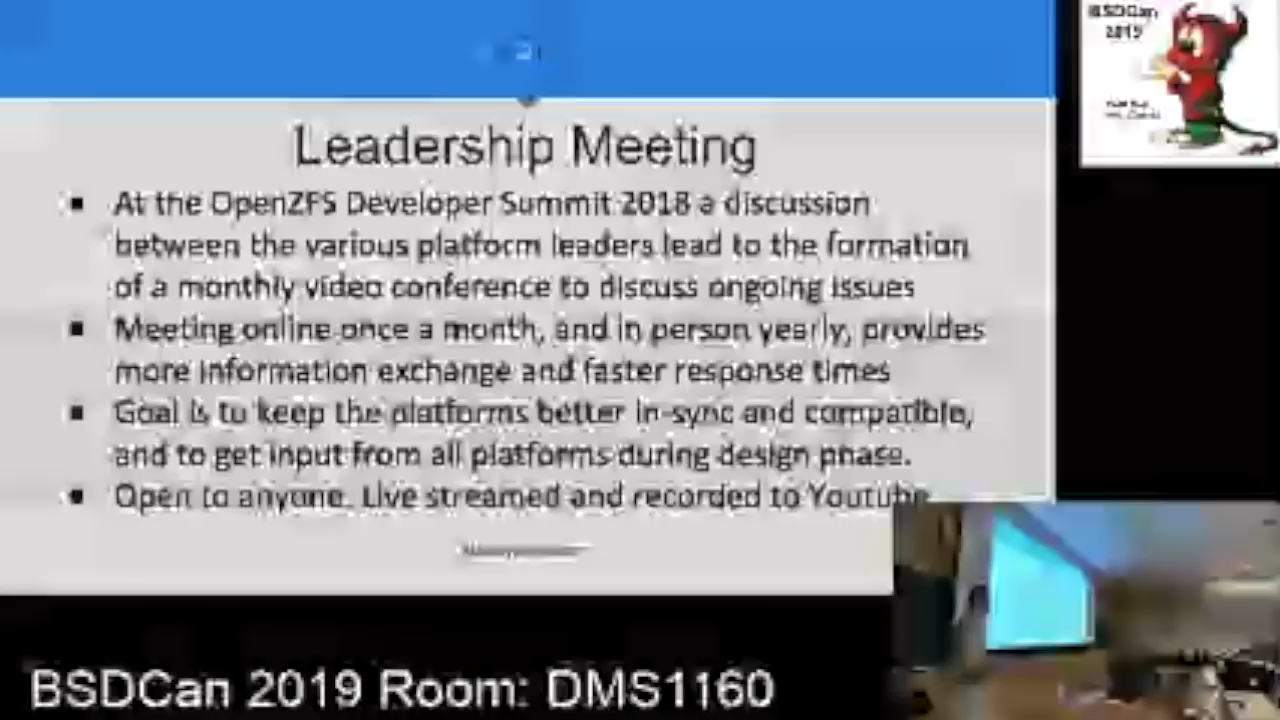 BSDCan
2019
Leadership Meeting
▪ At the OpenZFS Developer Summit 2018 a discussion
between the various platform leaders lead to the formation
of a monthly video conference to discuss ongoing issues
▪ Meeting online once a month, and in person yearly, provides
more information exchange and faster response times
▪ Goal is to keep the platforms better in-sync and compatible,
and to get input from all platforms during design phase.
▪ Open to anyone. Live streamed and recorded to Youtube
BSDCan 2019 Room: DMS1160